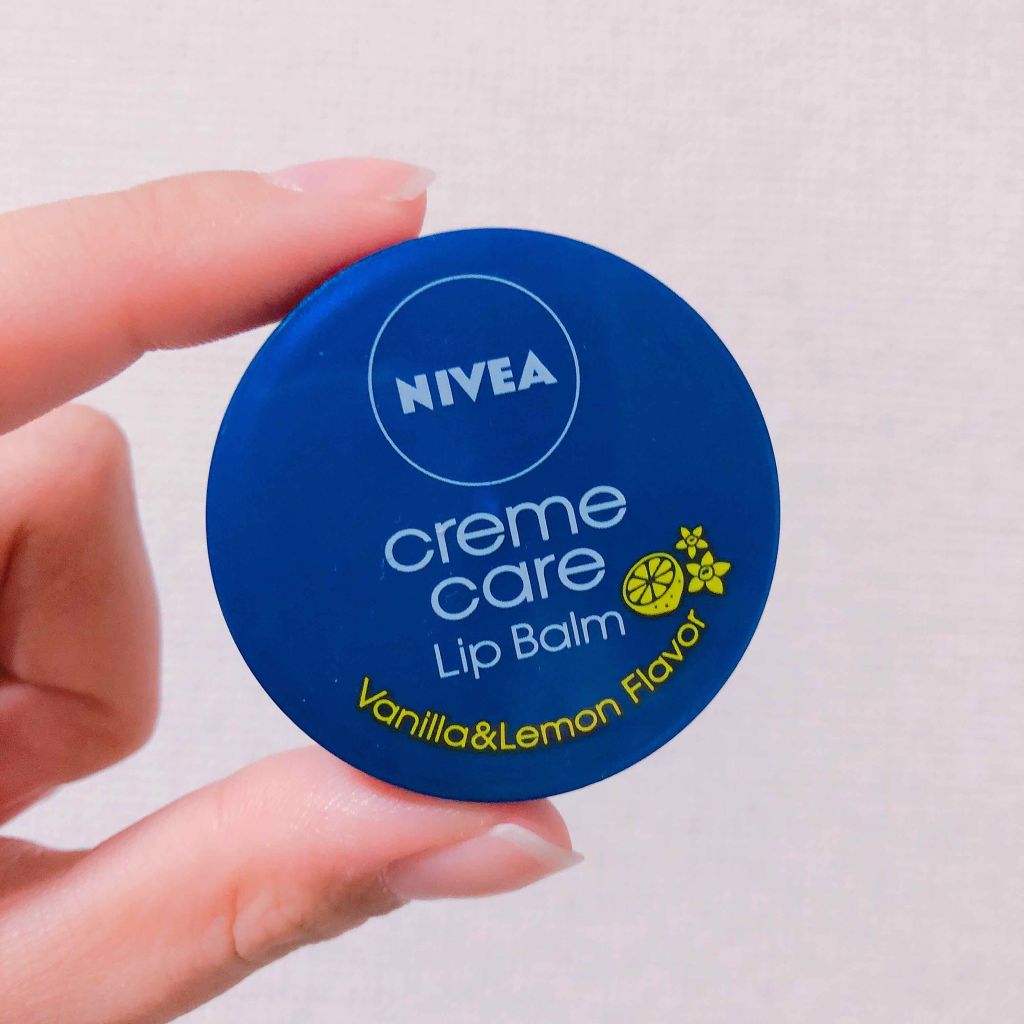 NIVEA
creme
care
Lip Balm
Vanilla&Lemon Flavor